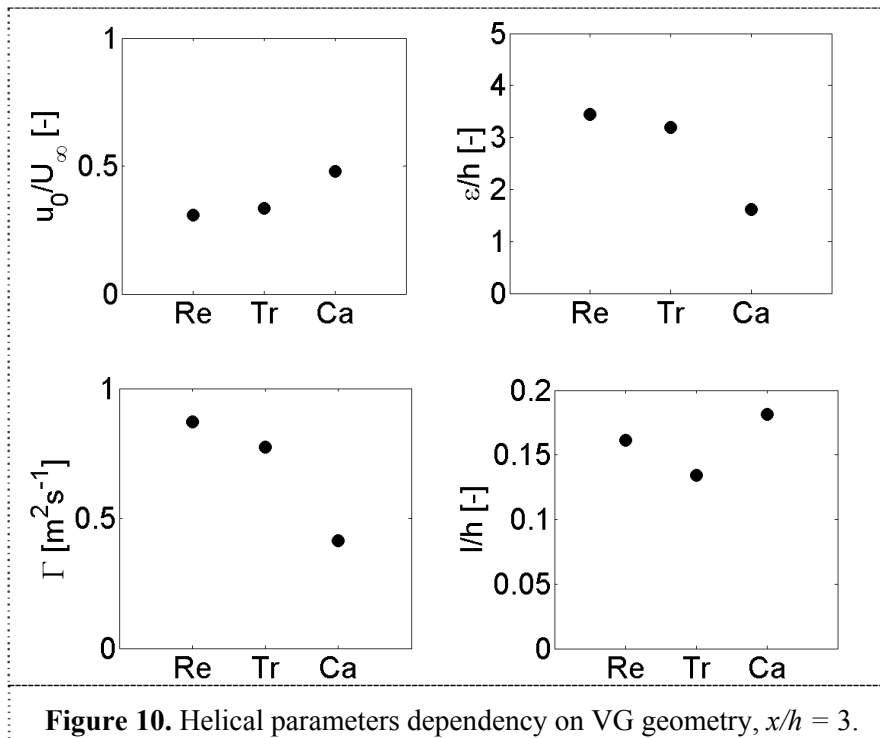 1
0.5
0
u₀/U∞ [-]
Re Tr Ca
5
4
3
2
1
0
ε/h [-]
Re Tr Ca
1
0.5
0
Γ [m²s⁻¹]
Re Tr Ca
0.2
0.15
0.1
0.05
0
l/h [-]
Re Tr Ca
Figure 10. Helical parameters dependency on VG geometry, x/h = 3.